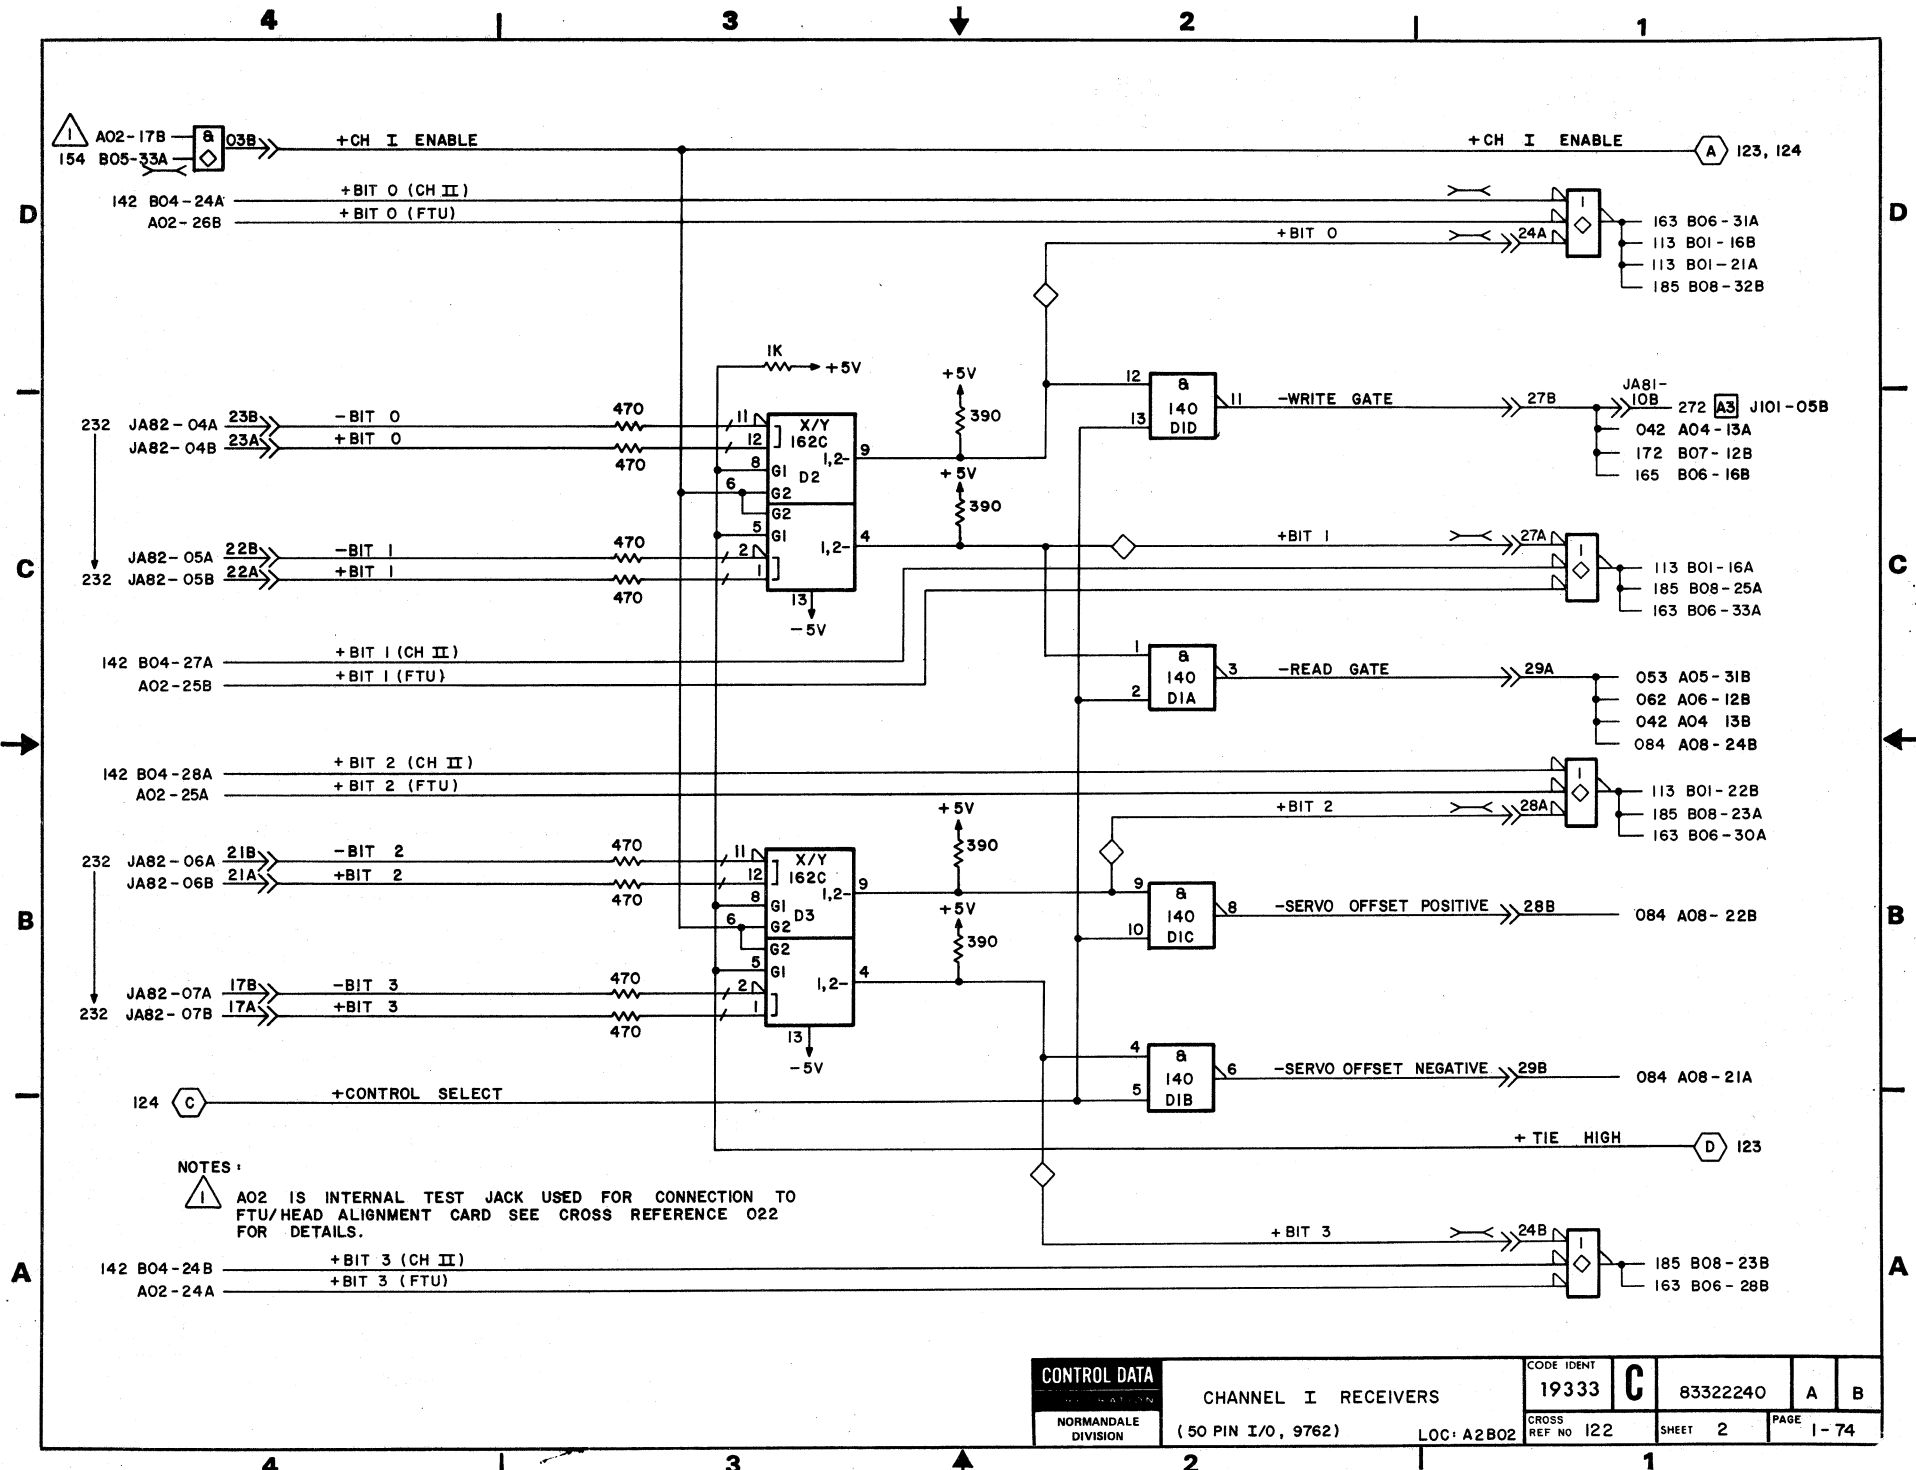 4 3 2 1
1 A02-17B & 03B +CH I ENABLE +CH I ENABLE A 123, 124
154 B05-33A
142 B04-24A +BIT 0 (CH II)
D A02-26B +BIT 0 (FTU) 1 163 B06-31A D
+BIT 0 24A 113 B01-16B
113 B01-21A
185 B08-32B
1K +5V
+5V 390
12 & 11 -WRITE GATE 27B JA81-10B 272 A3 J101-05B
13 140
D1D
042 A04-13A
172 B07-12B
165 B06-16B
232 JA82-04A 23B -BIT 0 470 11 X/Y
JA82-04B 23A +BIT 0 470 12 162C
8 G1 D2 1,2- 9
6 G2
+5V 390
G2
5 G1
C JA82-05A 22B -BIT 1 470 2 1,2- 4 +BIT 1 27A 1 C
232 JA82-05B 22A +BIT 1 470 1
13 -5V
113 B01-16A
185 B08-25A
163 B06-33A
142 B04-27A +BIT 1 (CH II)
A02-25B +BIT 1 (FTU)
1 & 3 -READ GATE 29A 053 A05-31B
2 140
D1A
062 A06-12B
042 A04 13B
084 A08-24B
142 B04-28A +BIT 2 (CH II) 1
A02-25A +BIT 2 (FTU) 113 B01-22B
+BIT 2 28A 185 B08-23A
163 B06-30A
+5V 390
232 JA82-06A 21B -BIT 2 470 11 X/Y
JA82-06B 21A +BIT 2 470 12 162C
8 G1 D3 1,2- 9
6 G2
+5V 390
G2
5 G1
B 9 & 8 -SERVO OFFSET POSITIVE 28B 084 A08-22B B
10 140
D1C
JA82-07A 17B -BIT 3 470 2 1,2- 4
232 JA82-07B 17A +BIT 3 470 1
13 -5V
4 & 6 -SERVO OFFSET NEGATIVE 29B 084 A08-21A
5 140
D1B
124 C +CONTROL SELECT
+ TIE HIGH D 123
NOTES:
1 A02 IS INTERNAL TEST JACK USED FOR CONNECTION TO
FTU/HEAD ALIGNMENT CARD SEE CROSS REFERENCE 022
FOR DETAILS.
+BIT 3 24B 1
A 142 B04-24B +BIT 3 (CH II) 185 B08-23B A
A02-24A +BIT 3 (FTU) 163 B06-28B
CONTROL DATA
NORMANDALE
DIVISION
CHANNEL I RECEIVERS
(50 PIN I/O, 9762) LOC: A2B02
CODE IDENT
19333 C 83322240 A B
CROSS
REF NO 122 SHEET 2 PAGE 1-74
4 3 2 1